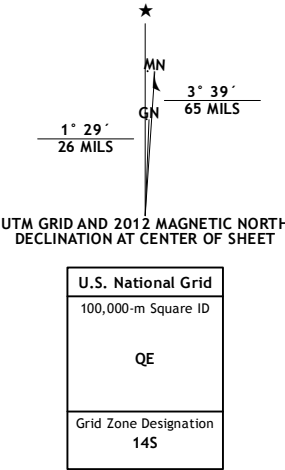 ★
MN
3° 39´
65 MILS
GN
1° 29´
26 MILS
UTM GRID AND 2012 MAGNETIC NORTH
DECLINATION AT CENTER OF SHEET
U.S. National Grid
100,000-m Square ID
QE
Grid Zone Designation
14S